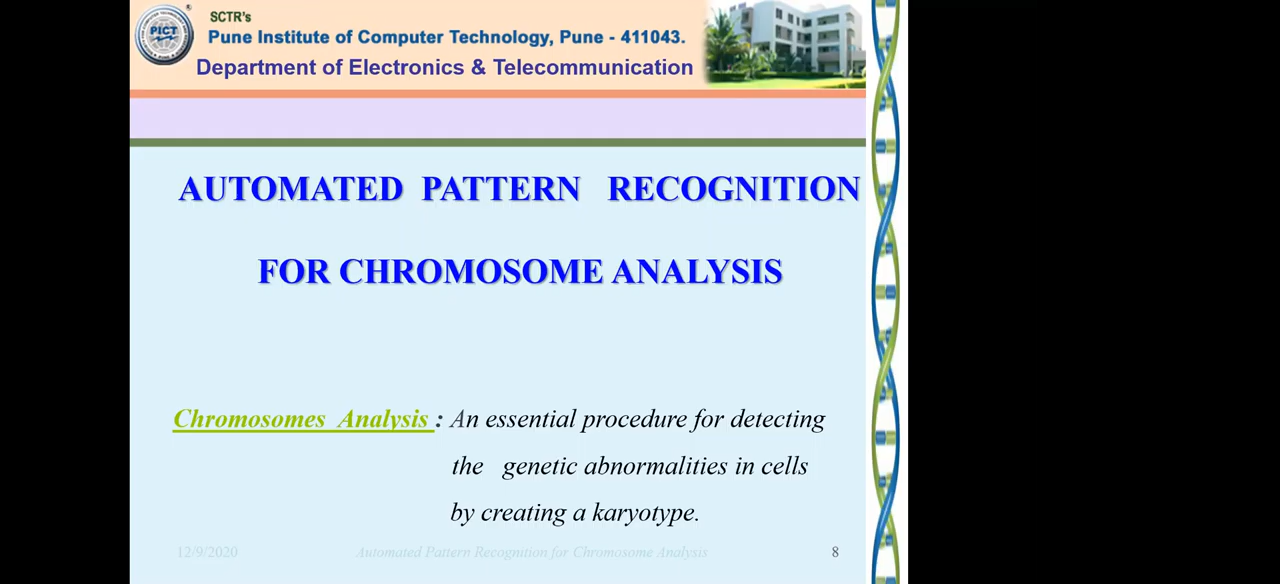 SCTR's
PICT
Pune Institute of Computer Technology, Pune - 411043.
Department of Electronics & Telecommunication
AUTOMATED PATTERN RECOGNITION
FOR CHROMOSOME ANALYSIS
Chromosomes Analysis : An essential procedure for detecting
the genetic abnormalities in cells
by creating a karyotype.
12/9/2020 Automated Pattern Recognition for Chromosome Analysis 8